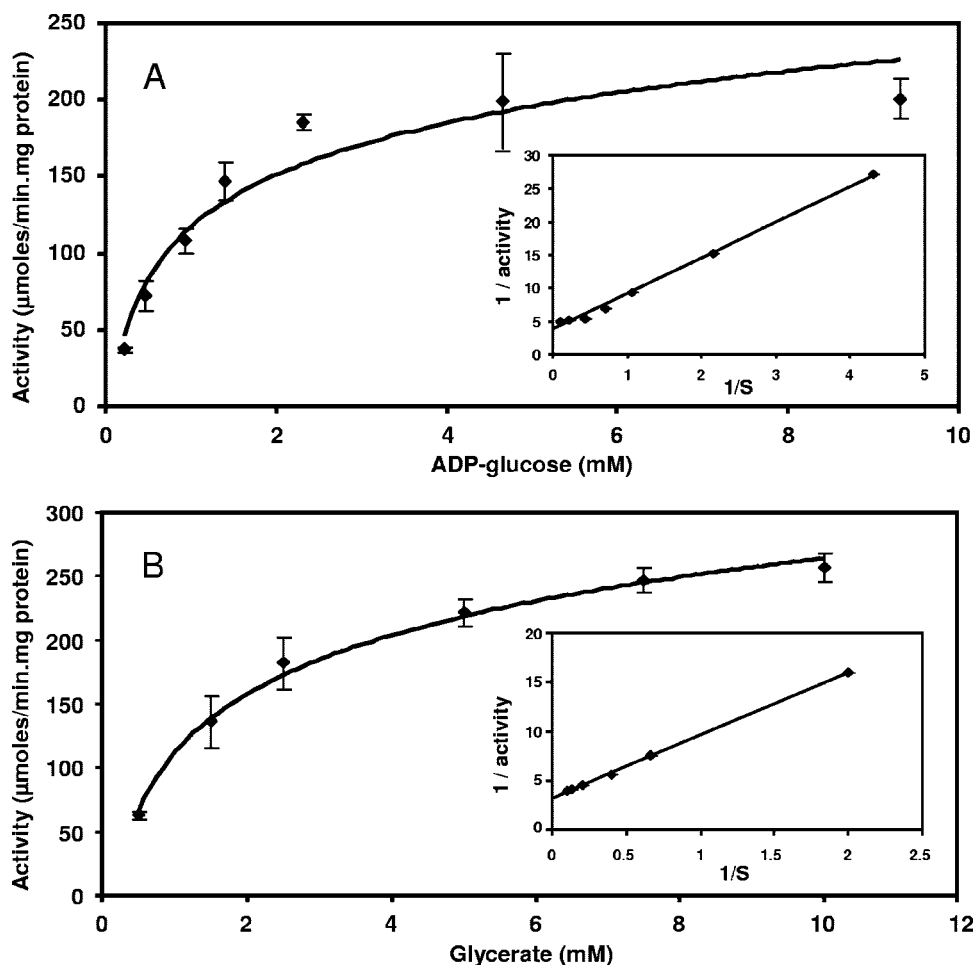 A
Activity (µmoles/min.mg protein)
250
200
150
100
50
0
0 2 4 6 8 10
ADP-glucose (mM)
1 / activity
30
25
20
15
10
5
0
0 1 2 3 4 5
1/S
B
Activity (µmoles/min.mg protein)
300
250
200
150
100
50
0
0 2 4 6 8 10 12
Glycerate (mM)
1 / activity
20
15
10
5
0
0 0.5 1 1.5 2 2.5
1/S